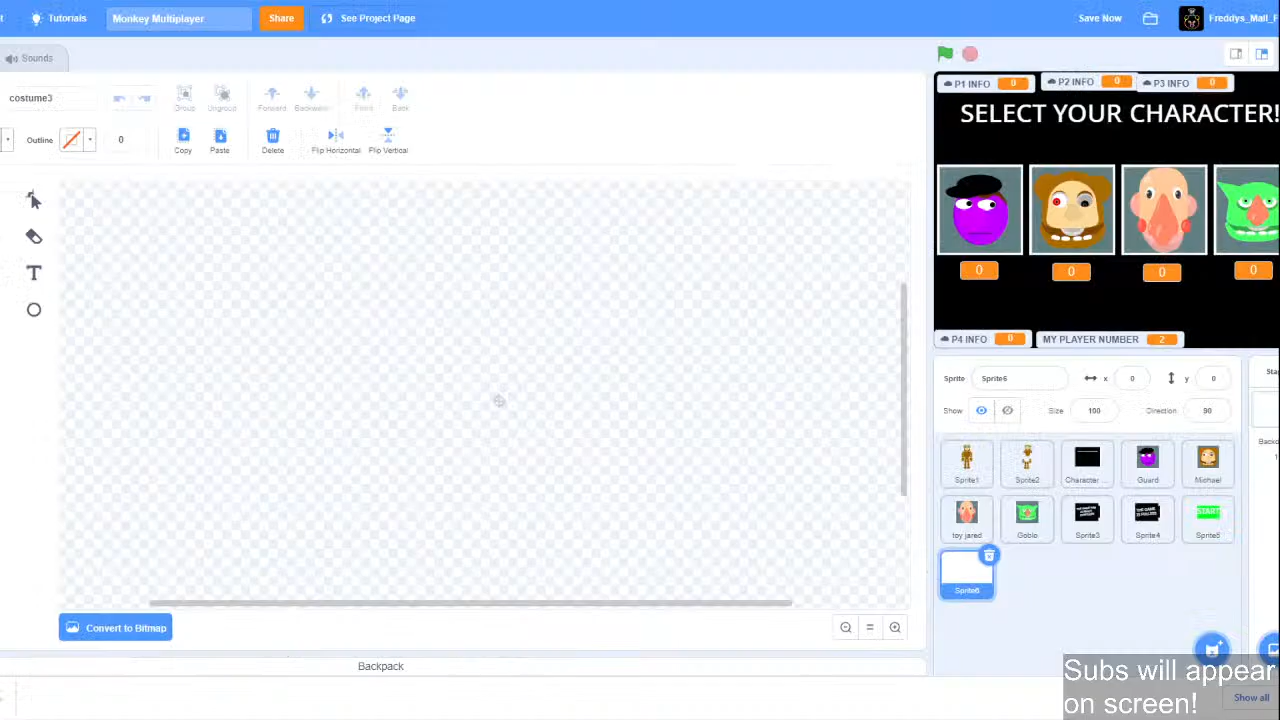 Tutorials
Monkey Multiplayer
Share
See Project Page
Save Now
Freddys_Mall_F
Sounds
costume3
Group
Ungroup
Forward
Backward
Front
Back
Outline
0
Copy
Paste
Delete
Flip Horizontal
Flip Vertical
T
Convert to Bitmap
Backpack
P1 INFO 0
P2 INFO 0
P3 INFO 0
SELECT YOUR CHARACTER!
0
0
0
0
P4 INFO 0
MY PLAYER NUMBER 2
Sprite
Sprite6
x
0
y
0
Show
Size
100
Direction
90
Sprite1
Sprite2
Character ...
Guard
Michael
toy jared
Goblo
Sprite3
Sprite4
START
Sprite5
Sprite6
Subs will appear
on screen!
Show all